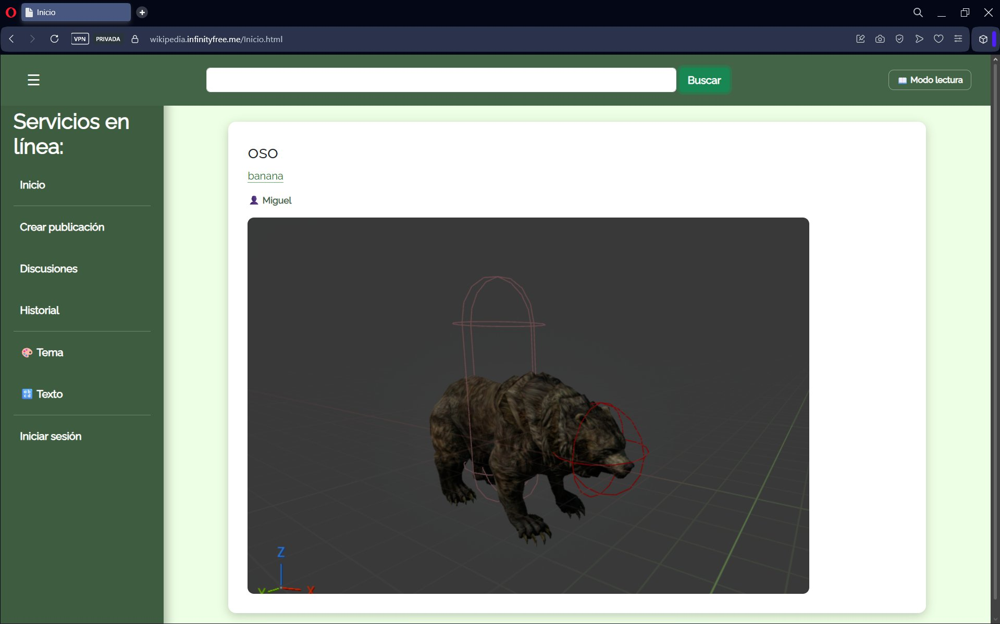 Inicio
VPN PRIVADA wikipedia.infinityfree.me/Inicio.html
Buscar
Modo lectura
Servicios en
línea:
Inicio
Crear publicación
Discusiones
Historial
Tema
abcd Texto
Iniciar sesión
oso
banana
Miguel
Z
Y X